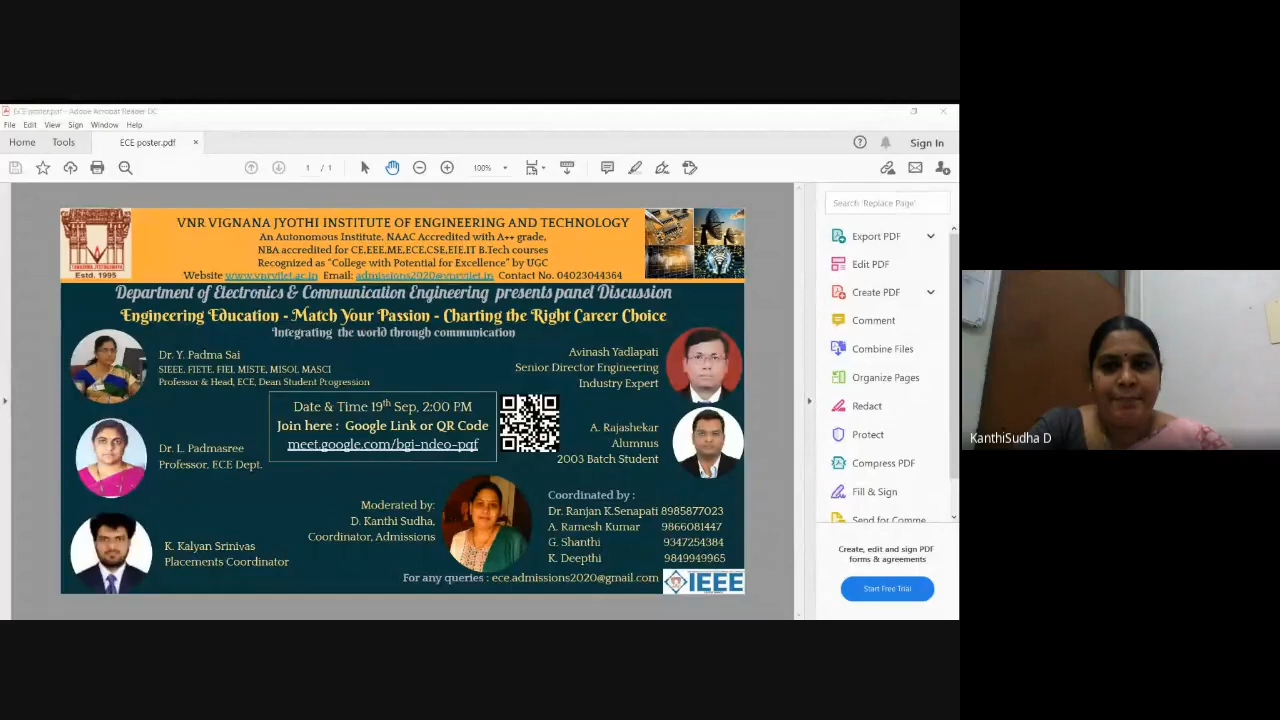 ECE poster.pdf - Adobe Acrobat Reader DC
File Edit View Sign Window Help
Home Tools ECE poster.pdf × Sign In
1 / 1 100%
VNR VIGNANA JYOTHI INSTITUTE OF ENGINEERING AND TECHNOLOGY
An Autonomous Institute, NAAC Accredited with A++ grade,
NBA accredited for CE,EEE,ME,ECE,CSE,EIE,IT B.Tech courses
Recognized as "College with Potential for Excellence" by UGC
Website www.vnrvjiet.ac.in Email: admissions2020@vnrvjiet.in Contact No. 04023044364
Estd. 1995
Department of Electronics & Communication Engineering presents panel Discussion
Engineering Education - Match Your Passion - Charting the Right Career Choice
Integrating the world through communication
Dr. Y. Padma Sai
SIEEE, FIETE, FIEI, MISTE, MISOI, MASCI
Professor & Head, ECE, Dean Student Progression
Avinash Yadlapati
Senior Director Engineering
Industry Expert
Date & Time 19th Sep, 2:00 PM
Join here : Google Link or QR Code
meet.google.com/bgi-ndeo-pqf
A. Rajashekar
Alumnus
2003 Batch Student
Dr. L. Padmasree
Professor, ECE Dept.
Moderated by:
D. Kanthi Sudha,
Coordinator, Admissions
Coordinated by :
Dr. Ranjan K.Senapati 8985877023
A. Ramesh Kumar 9866081447
G. Shanthi 9347254384
K. Deepthi 9849949965
K. Kalyan Srinivas
Placements Coordinator
For any queries : ece.admissions2020@gmail.com
IEEE
Search 'Replace Page'
Export PDF
Edit PDF
Create PDF
Comment
Combine Files
Organize Pages
Redact
Protect
Compress PDF
Fill & Sign
Send for Comme
Create, edit and sign PDF
forms & agreements
Start Free Trial
KanthiSudha D